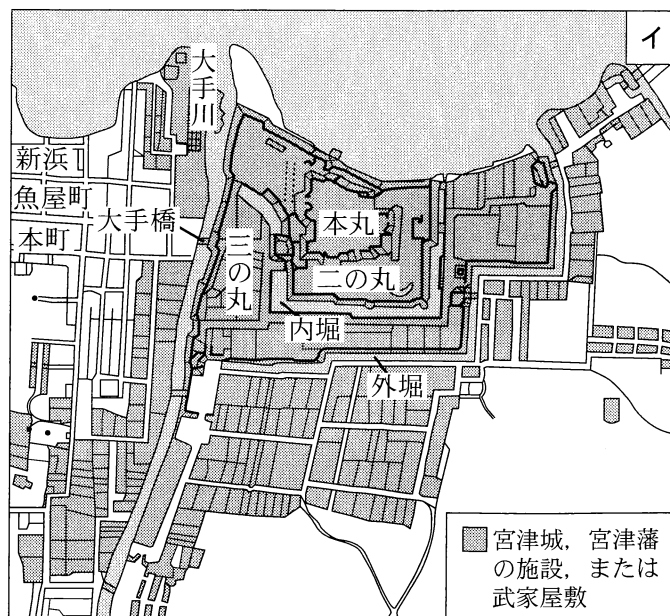 イ
大手川
新浜
魚屋町
大手橋
本町
三の丸
本丸
二の丸
内堀
外堀
宮津城，宮津藩
の施設，または
武家屋敷